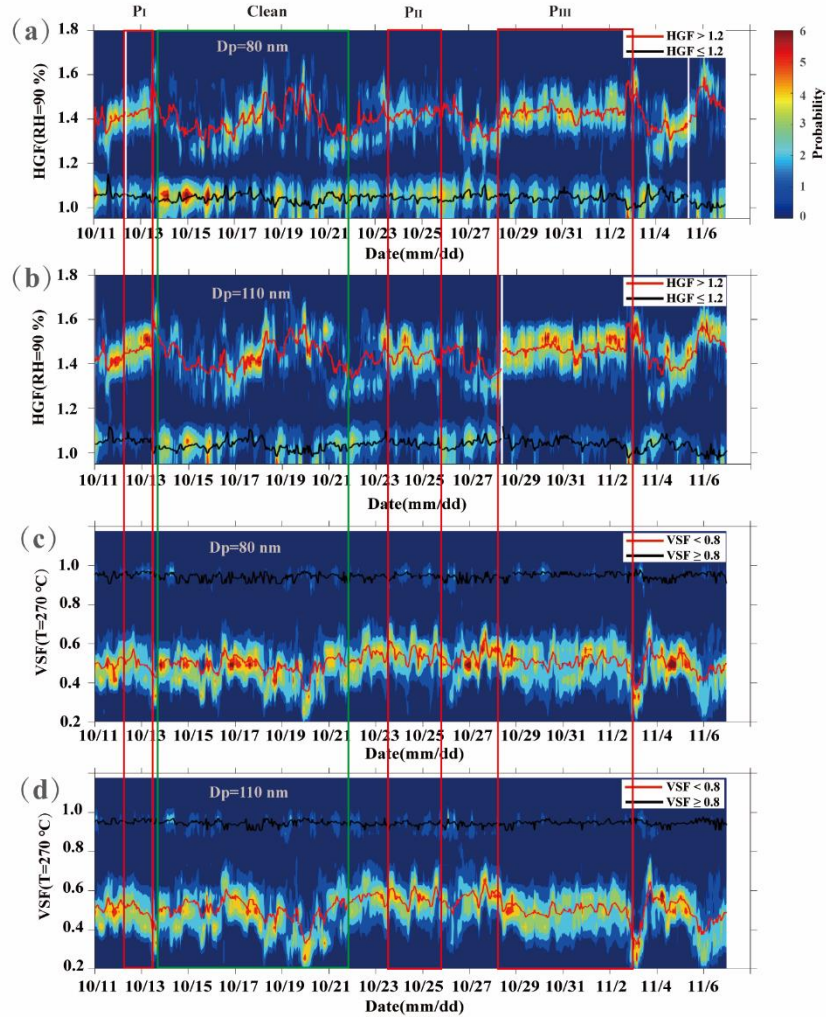 PI Clean PII PIII
(a)
Dp=80 nm
HGF > 1.2
HGF ≤ 1.2
HGF(RH=90 %)
1.8
1.6
1.4
1.2
1.0
10/11 10/13 10/15 10/17 10/19 10/21 10/23 10/25 10/27 10/29 10/31 11/2 11/4 11/6
Date(mm/dd)
6
5
4
3
2
1
0
Probability
(b)
Dp=110 nm
HGF > 1.2
HGF ≤ 1.2
HGF(RH=90 %)
1.8
1.6
1.4
1.2
1.0
10/11 10/13 10/15 10/17 10/19 10/21 10/23 10/25 10/27 10/29 10/31 11/2 11/4 11/6
Date(mm/dd)
(c)
Dp=80 nm
VSF < 0.8
VSF ≥ 0.8
VSF(T=270 °C)
1.0
0.8
0.6
0.4
0.2
10/11 10/13 10/15 10/17 10/19 10/21 10/23 10/25 10/27 10/29 10/31 11/2 11/4 11/6
Date(mm/dd)
(d)
Dp=110 nm
VSF < 0.8
VSF ≥ 0.8
VSF(T=270 °C)
1.0
0.8
0.6
0.4
0.2
10/11 10/13 10/15 10/17 10/19 10/21 10/23 10/25 10/27 10/29 10/31 11/2 11/4 11/6
Date(mm/dd)